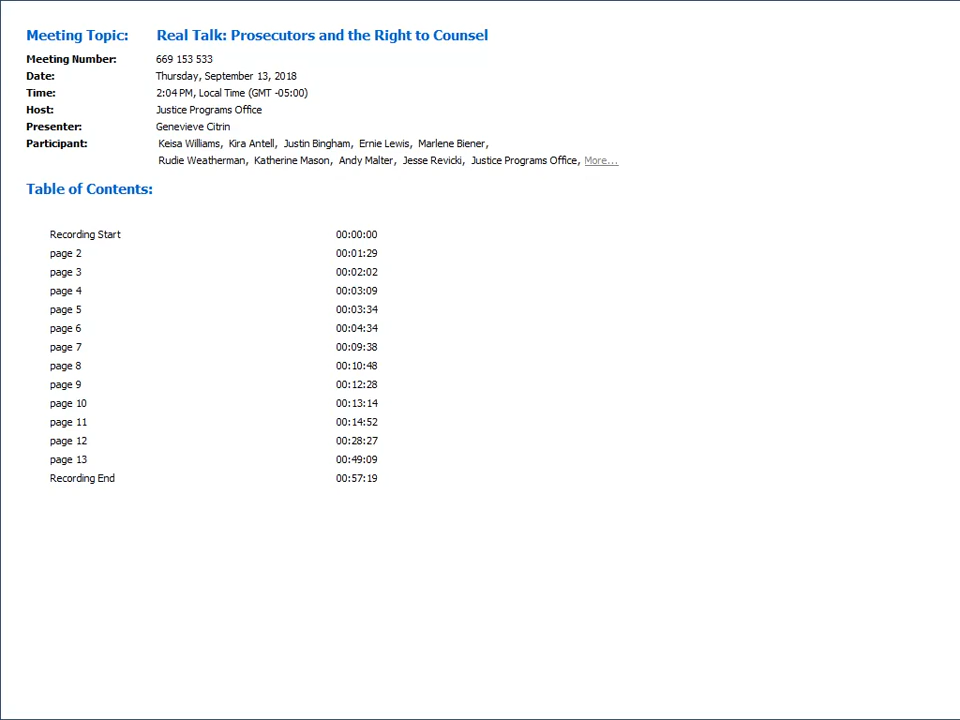 Meeting Topic: Real Talk: Prosecutors and the Right to Counsel
Meeting Number: 669 153 533
Date: Thursday, September 13, 2018
Time: 2:04 PM, Local Time (GMT -05:00)
Host: Justice Programs Office
Presenter: Genevieve Citrin
Participant: Keisa Williams, Kira Antell, Justin Bingham, Ernie Lewis, Marlene Biener,
Rudie Weatherman, Katherine Mason, Andy Malter, Jesse Revicki, Justice Programs Office, More...
Table of Contents:
Recording Start 00:00:00
page 2 00:01:29
page 3 00:02:02
page 4 00:03:09
page 5 00:03:34
page 6 00:04:34
page 7 00:09:38
page 8 00:10:48
page 9 00:12:28
page 10 00:13:14
page 11 00:14:52
page 12 00:28:27
page 13 00:49:09
Recording End 00:57:19